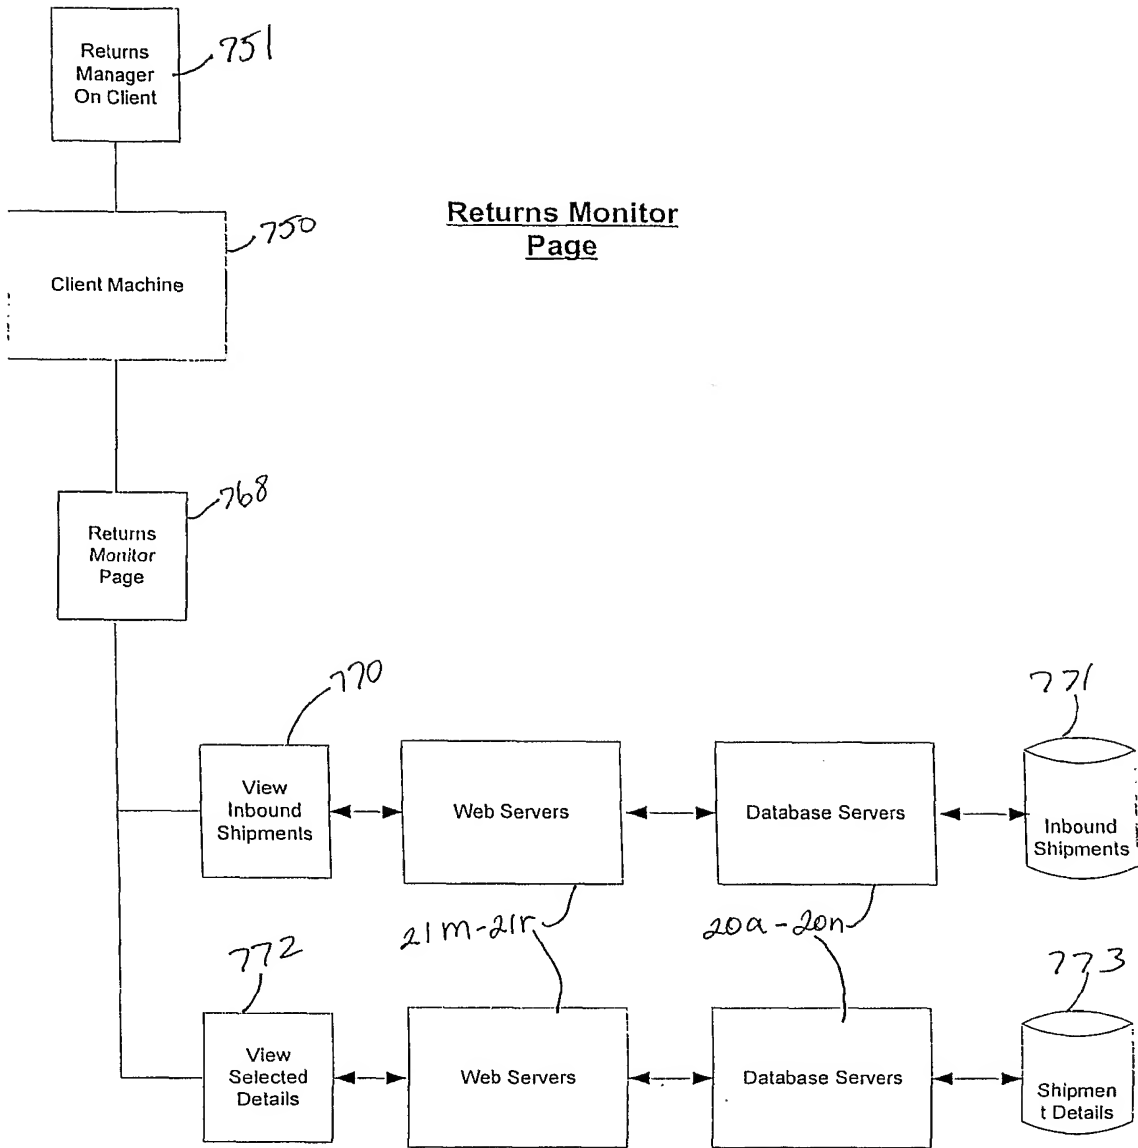 Returns
Manager
On Client
751
Returns Monitor
Page
750
Client Machine
768
Returns
Monitor
Page
770
771
View
Inbound
Shipments
Web Servers
Database Servers
Inbound
Shipments
21m-21r
20a-20n
772
773
View
Selected
Details
Web Servers
Database Servers
Shipmen
t Details